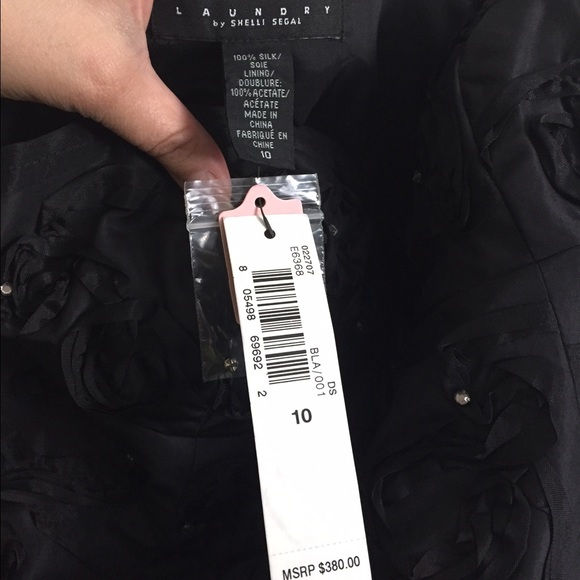 LAUNDRY
by SHELLI SEGAL
100% SILK/
SOIE
LINING/
DOUBLURE:
100% ACETATE/
ACÉTATE
MADE IN
CHINA
FABRIQUÉ EN
CHINE
10
022707
E6368
8 05498 69692 2
DS
BLA/001
10
MSRP $380.00